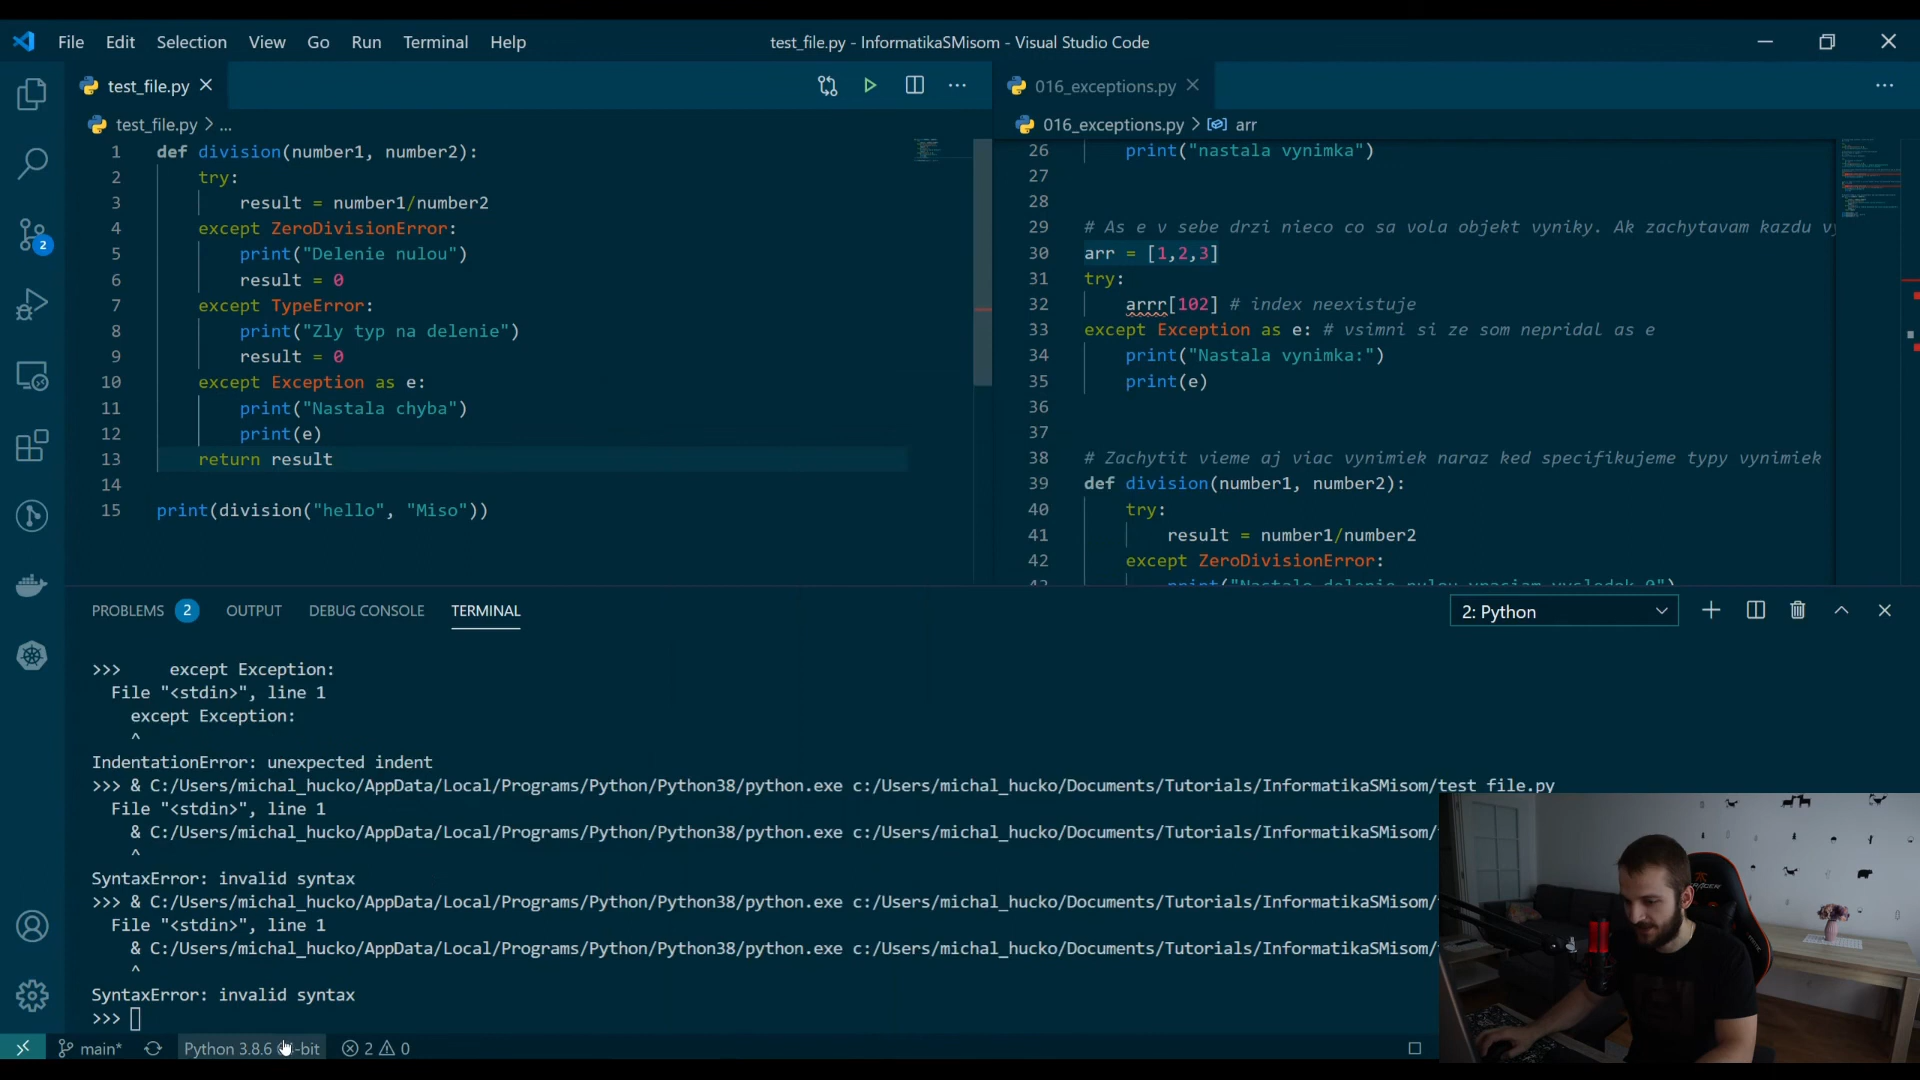 File Edit Selection View Go Run Terminal Help
test_file.py - InformatikaSMisom - Visual Studio Code
test_file.py
test_file.py > ...
1 def division(number1, number2):
2 try:
3 result = number1/number2
4 except ZeroDivisionError:
5 print("Delenie nulou")
6 result = 0
7 except TypeError:
8 print("Zly typ na delenie")
9 result = 0
10 except Exception as e:
11 print("Nastala chyba")
12 print(e)
13 return result
14
15 print(division("hello", "Miso"))
016_exceptions.py
016_exceptions.py > arr
26 print("nastala vynimka")
27
28
29 # As e v sebe drzi nieco co sa vola objekt vyniky. Ak zachytavam kazdu
30 arr = [1,2,3]
31 try:
32 arrr[102] # index neexistuje
33 except Exception as e: # vsimni si ze som nepridal as e
34 print("Nastala vynimka:")
35 print(e)
36
37
38 # Zachytit vieme aj viac vynimiek naraz ked specifikujeme typy vynimiek
39 def division(number1, number2):
40 try:
41 result = number1/number2
42 except ZeroDivisionError:
PROBLEMS 2 OUTPUT DEBUG CONSOLE TERMINAL
2: Python
>>> except Exception:
File "<stdin>", line 1
except Exception:
^
IndentationError: unexpected indent
>>> & C:/Users/michal_hucko/AppData/Local/Programs/Python/Python38/python.exe c:/Users/michal_hucko/Documents/Tutorials/InformatikaSMisom/test_file.py
File "<stdin>", line 1
& C:/Users/michal_hucko/AppData/Local/Programs/Python/Python38/python.exe c:/Users/michal_hucko/Documents/Tutorials/InformatikaSMisom/
^
SyntaxError: invalid syntax
>>> & C:/Users/michal_hucko/AppData/Local/Programs/Python/Python38/python.exe c:/Users/michal_hucko/Documents/Tutorials/InformatikaSMisom/
File "<stdin>", line 1
& C:/Users/michal_hucko/AppData/Local/Programs/Python/Python38/python.exe c:/Users/michal_hucko/Documents/Tutorials/InformatikaSMisom/
^
SyntaxError: invalid syntax
>>>
main* Python 3.8.6 -bit 2 0